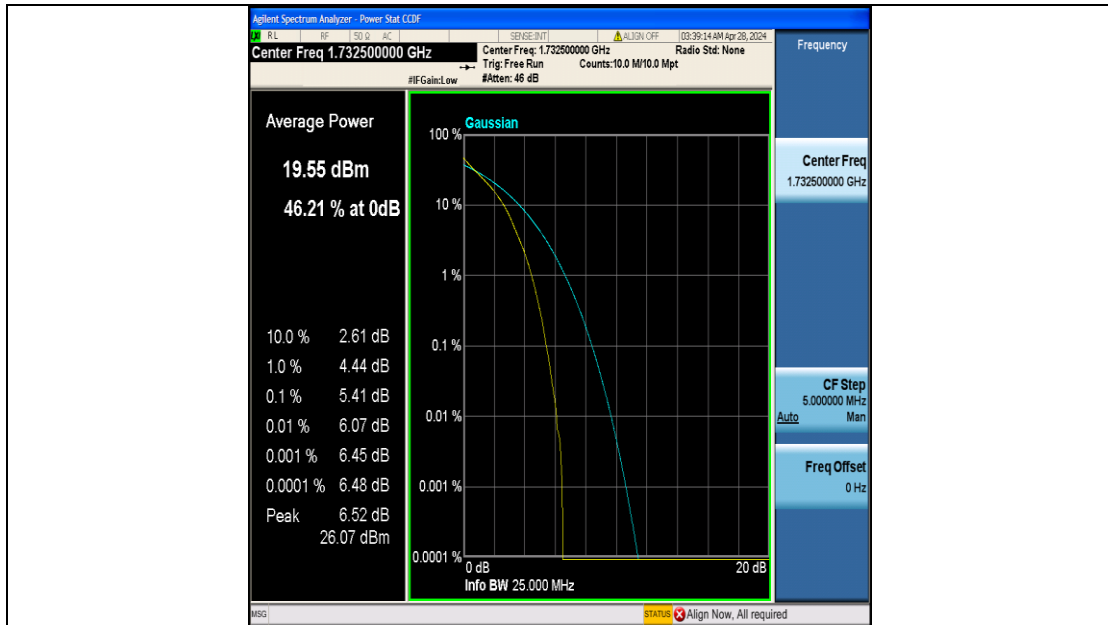 Agilent Spectrum Analyzer - Power Stat CCDF
RL RF 50 Ω AC SENSE:INT ALIGN OFF 03:39:14 AM Apr 28, 2024
Center Freq 1.732500000 GHz
Center Freq: 1.732500000 GHz Radio Std: None
Trig: Free Run Counts:10.0 M/10.0 Mpt
#IFGain:Low #Atten: 46 dB
Frequency
Average Power
19.55 dBm
46.21 % at 0dB
10.0 % 2.61 dB
1.0 % 4.44 dB
0.1 % 5.41 dB
0.01 % 6.07 dB
0.001 % 6.45 dB
0.0001 % 6.48 dB
Peak 6.52 dB
26.07 dBm
Gaussian
100 %
10 %
1 %
0.1 %
0.01 %
0.001 %
0.0001 %
0 dB 20 dB
Info BW 25.000 MHz
Center Freq
1.732500000 GHz
CF Step
5.000000 MHz
Auto Man
Freq Offset
0 Hz
MSG STATUS Align Now, All required